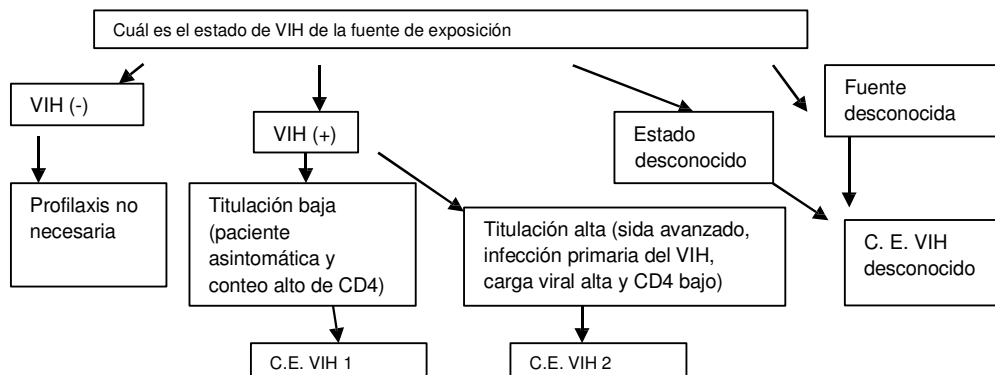 Cuál es el estado de VIH de la fuente de exposición
VIH (-)
VIH (+)
Estado
desconocido
Fuente
desconocida
Profilaxis no
necesaria
Titulación baja
(paciente
asintomática y
conteo alto de CD4)
Titulación alta (sida avanzado,
infección primaria del VIH,
carga viral alta y CD4 bajo)
C. E. VIH
desconocido
C.E. VIH 1
C.E. VIH 2